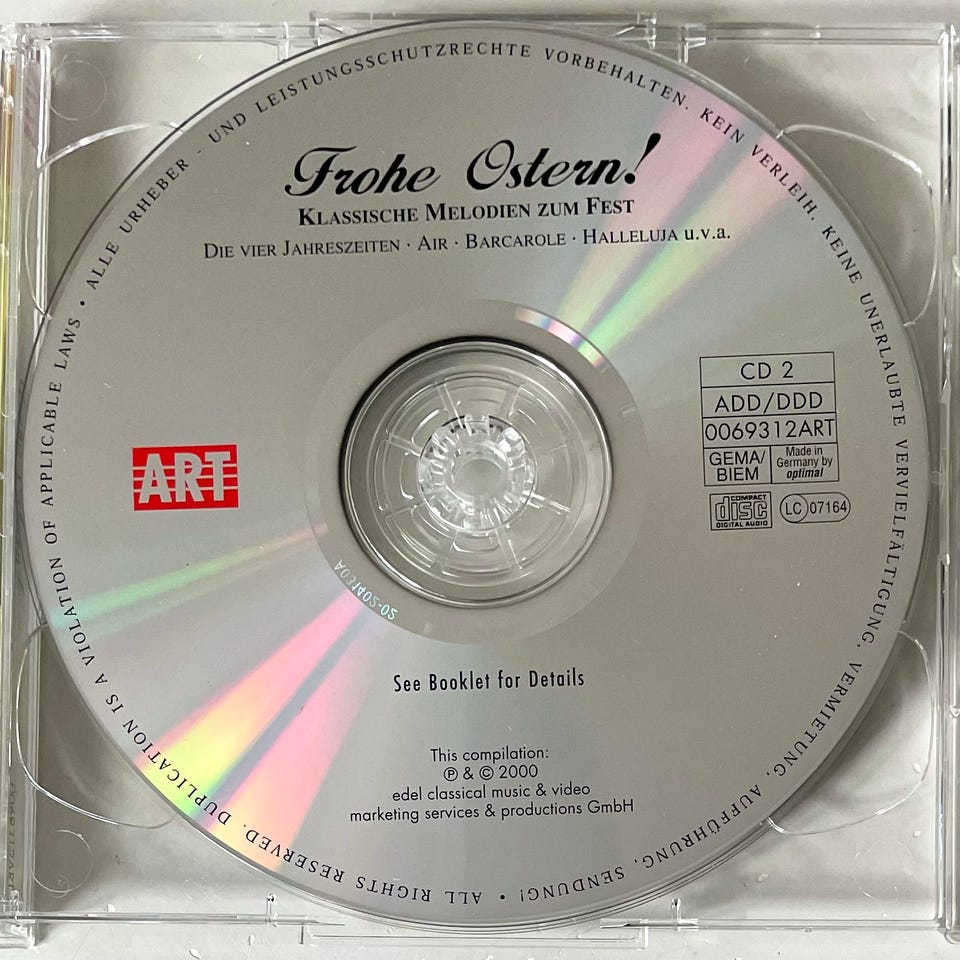 Frohe Ostern!
KLASSISCHE MELODIEN ZUM FEST
DIE VIER JAHRESZEITEN · AIR · BARCAROLE · HALLELUJA u.v.a.
ALLE URHEBER - UND LEISTUNGSSCHUTZRECHTE VORBEHALTEN. KEIN VERLEIH. KEINE UNERLAUBTE VERVIELFÄLTIGUNG, VERMIETUNG, AUFFÜHRUNG, SENDUNG! • ALL RIGHTS RESERVED. DUPLICATION IS A VIOLATION OF APPLICABLE LAWS •
ART
CD 2
ADD/DDD
0069312ART
GEMA/
BIEM
Made in
Germany by
optimal
COMPACT
disc
DIGITAL AUDIO
LC 07164
See Booklet for Details
This compilation:
℗ & © 2000
edel classical music & video
marketing services & productions GmbH